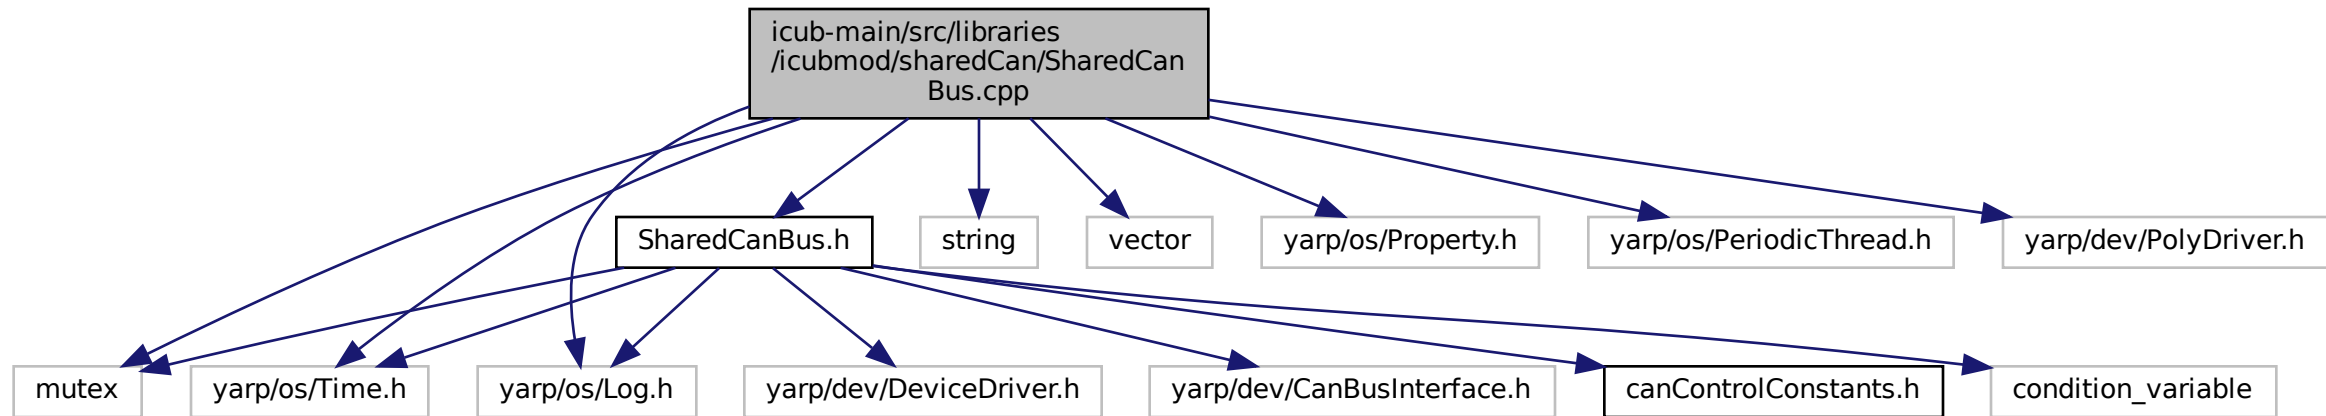 icub-main/src/libraries
/icubmod/sharedCan/SharedCan
Bus.cpp
SharedCanBus.h
string
vector
yarp/os/Property.h
yarp/os/PeriodicThread.h
yarp/dev/PolyDriver.h
mutex
yarp/os/Time.h
yarp/os/Log.h
yarp/dev/DeviceDriver.h
yarp/dev/CanBusInterface.h
canControlConstants.h
condition_variable